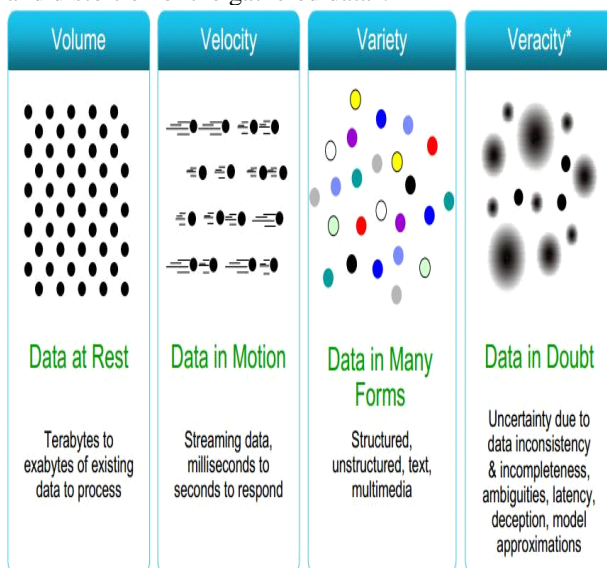 Volume
Data at Rest
Terabytes to
exabytes of existing
data to process
Velocity
Data in Motion
Streaming data,
milliseconds to
seconds to respond
Variety
Data in Many
Forms
Structured,
unstructured, text,
multimedia
Veracity*
Data in Doubt
Uncertainty due to
data inconsistency
& incompleteness,
ambiguities, latency,
deception, model
approximations